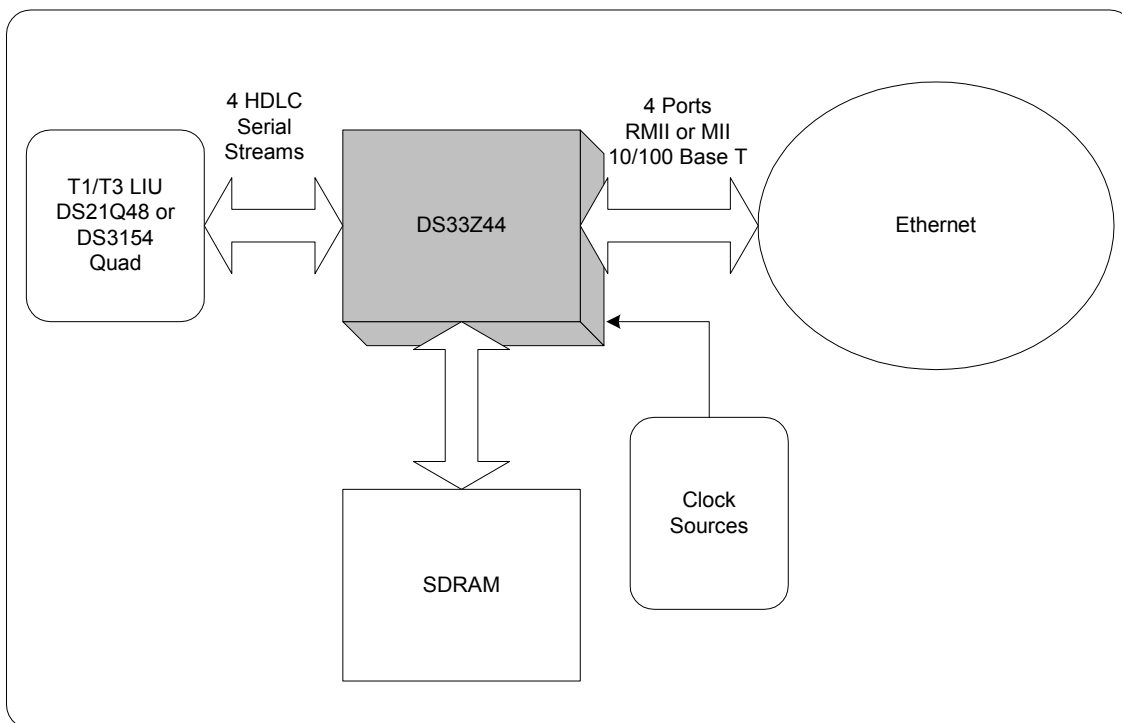 4 HDLC
Serial
Streams
4 Ports
RMII or MII
10/100 Base T
T1/T3 LIU
DS21Q48 or
DS3154
Quad
DS33Z44
Ethernet
Clock
Sources
SDRAM